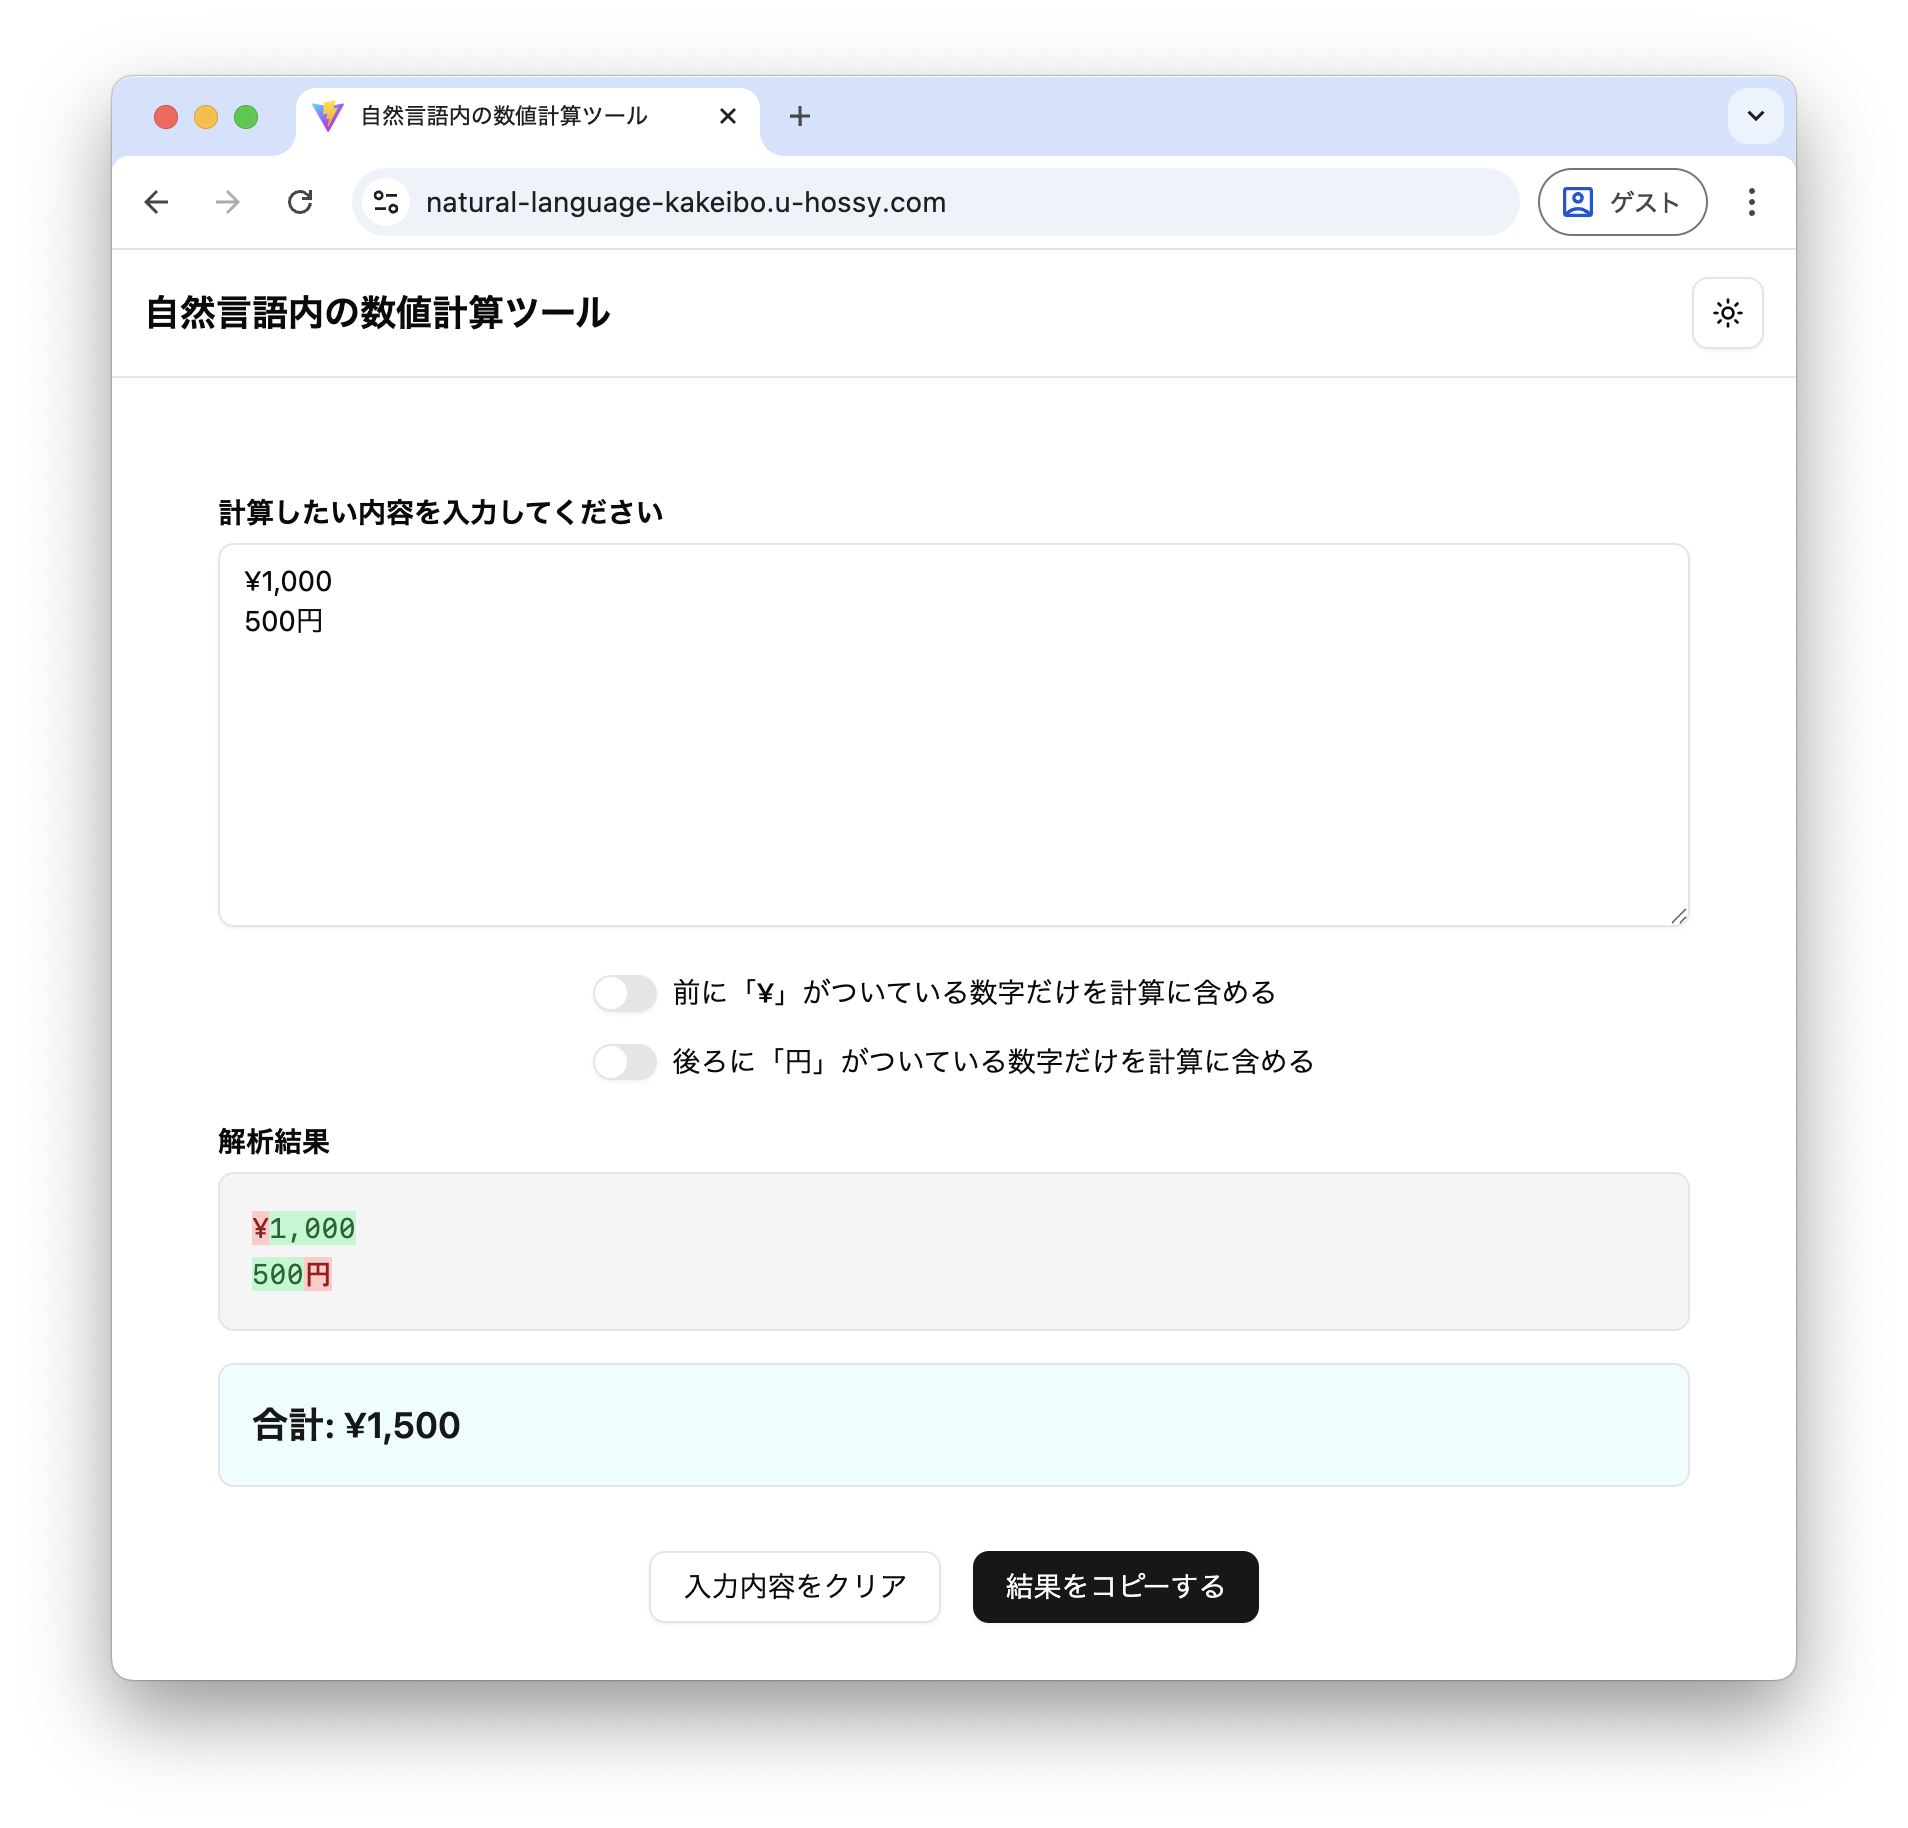 自然言語内の数値計算ツール
natural-language-kakeibo.u-hossy.com
ゲスト
自然言語内の数値計算ツール
計算したい内容を入力してください
¥1,000
500円
前に「¥」がついている数字だけを計算に含める
後ろに「円」がついている数字だけを計算に含める
解析結果
¥1,000
500円
合計: ¥1,500
入力内容をクリア
結果をコピーする